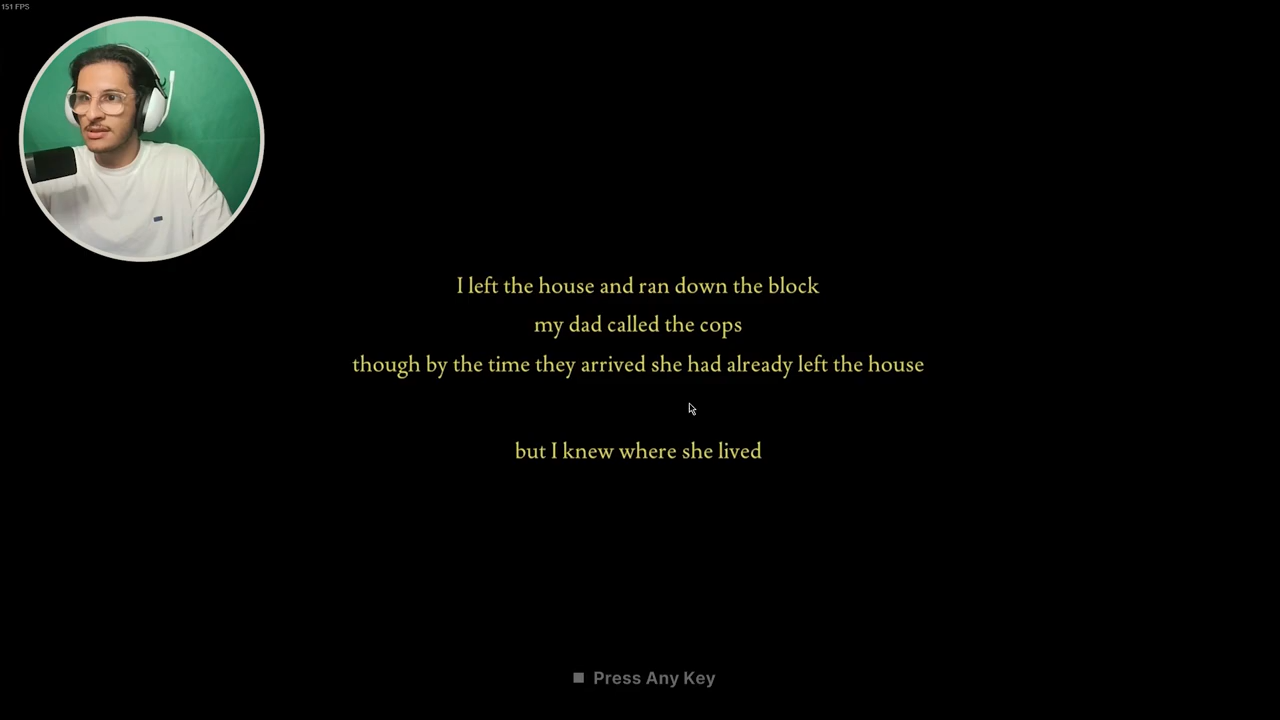 151 FPS
I left the house and ran down the block
my dad called the cops
though by the time they arrived she had already left the house
but I knew where she lived
Press Any Key